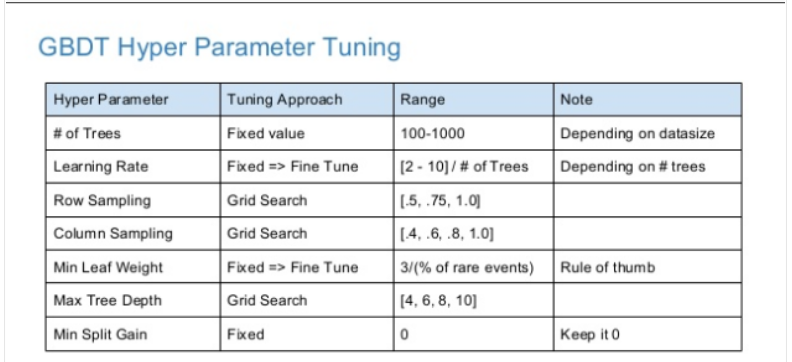 GBDT Hyper Parameter Tuning
Hyper Parameter Tuning Approach Range Note
# of Trees Fixed value 100-1000 Depending on datasize
Learning Rate Fixed => Fine Tune [2 - 10] / # of Trees Depending on # trees
Row Sampling Grid Search [.5, .75, 1.0]
Column Sampling Grid Search [.4, .6, .8, 1.0]
Min Leaf Weight Fixed => Fine Tune 3/(% of rare events) Rule of thumb
Max Tree Depth Grid Search [4, 6, 8, 10]
Min Split Gain Fixed 0 Keep it 0